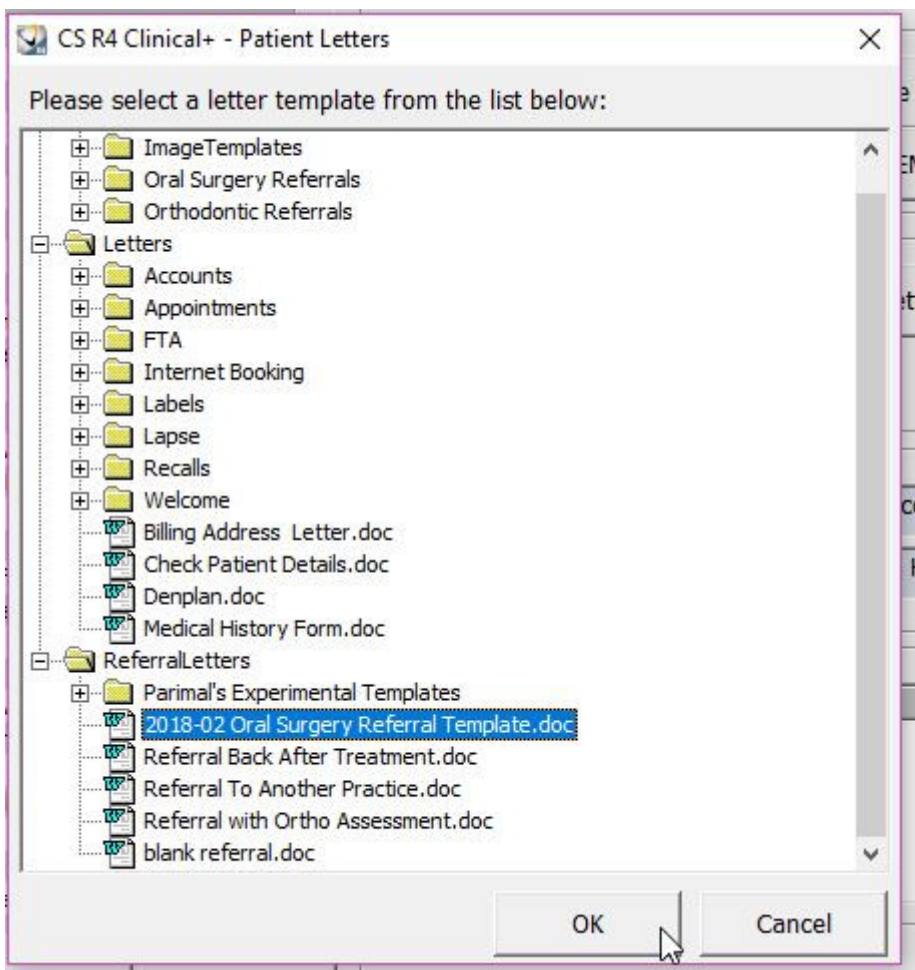 CS R4 Clinical+ - Patient Letters
Please select a letter template from the list below:
ImageTemplates
Oral Surgery Referrals
Orthodontic Referrals
Letters
Accounts
Appointments
FTA
Internet Booking
Labels
Lapse
Recalls
Welcome
Billing Address  Letter.doc
Check Patient Details.doc
Denplan.doc
Medical History Form.doc
ReferralLetters
Parimal's Experimental Templates
2018-02 Oral Surgery Referral Template.doc
Referral Back After Treatment.doc
Referral To Another Practice.doc
Referral with Ortho Assessment.doc
blank referral.doc
OK Cancel